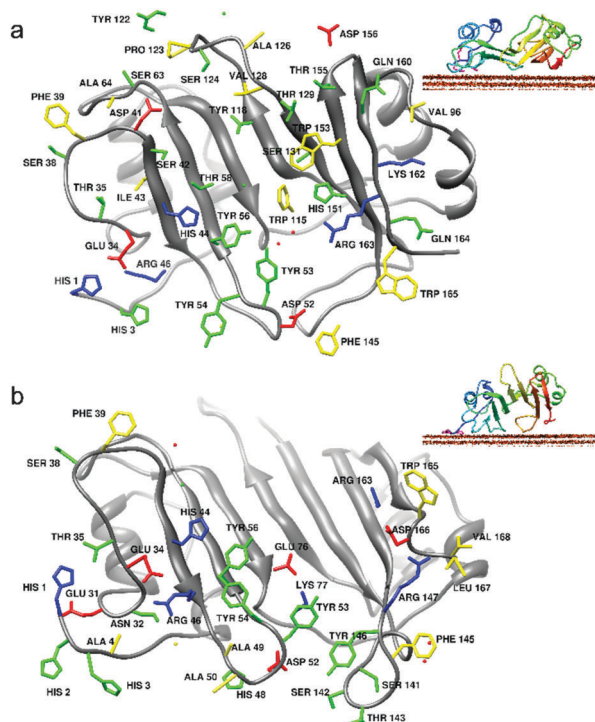 a
TYR 122
PRO 123
ALA 126
ASP 156
SER 124
SER 63
ALA 64
VAL 128
THR 155
GLN 160
PHE 39
ASP 41
TYR 118
THR 129
VAL 96
TRP 153
SER 131
SER 38
SER 42
THR 58
LYS 162
THR 35
ILE 43
HIS 44
TYR 56
TRP 115
HIS 151
ARG 163
GLN 164
GLU 34
ARG 46
HIS 1
TYR 53
TRP 165
TYR 54
ASP 52
HIS 3
PHE 145
b
PHE 39
SER 38
ARG 163
TRP 165
HIS 44
TYR 56
ASP 166
VAL 168
THR 35
GLU 34
GLU 76
HIS 1
GLU 31
LYS 77
ARG 147
LEU 167
ASN 32
ARG 46
TYR 54
TYR 53
ALA 4
ALA 49
TYR 146
PHE 145
ASP 52
HIS 2
HIS 3
ALA 50
HIS 48
SER 142
SER 141
THR 143